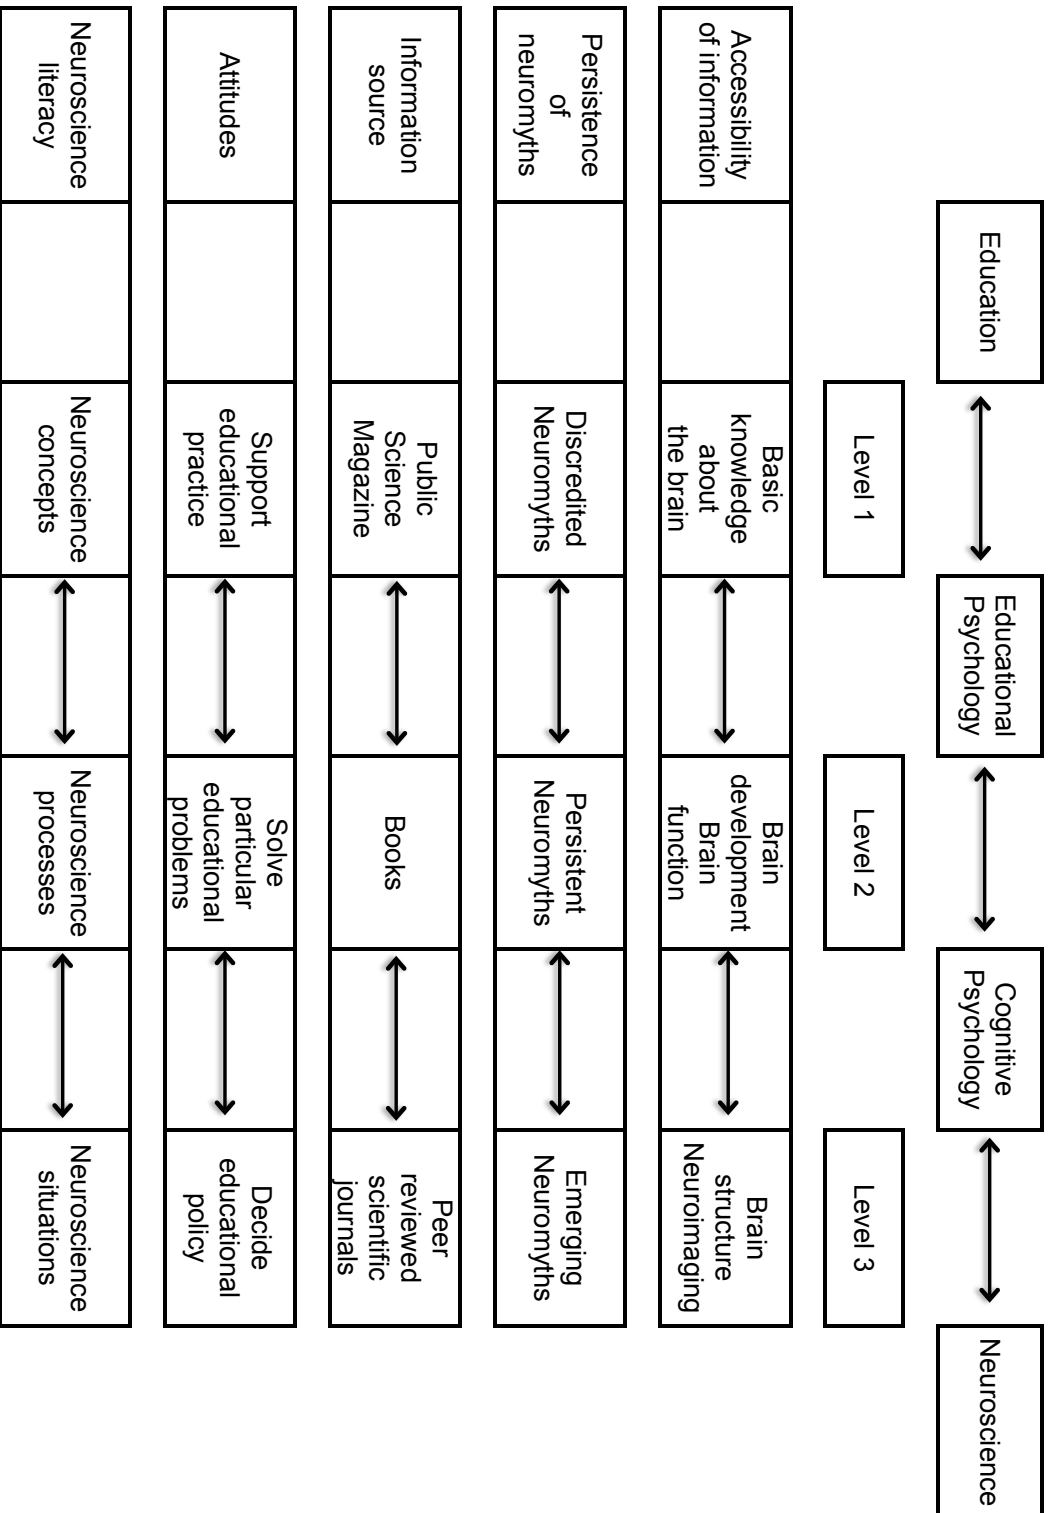 Education
Educational
Psychology
Cognitive
Psychology
Neuroscience
Level 1
Level 2
Level 3
Accessibility
of information
Basic
knowledge
about
the brain
Brain
development
Brain
function
Brain
structure
Neuroimaging
Persistence
of
neuromyths
Discredited
Neuromyths
Persistent
Neuromyths
Emerging
Neuromyths
Information
source
Public
Science
Magazine
Books
Peer
reviewed
scientific
journals
Attitudes
Support
educational
practice
Solve
particular
educational
problems
Decide
educational
policy
Neuroscience
literacy
Neuroscience
concepts
Neuroscience
processes
Neuroscience
situations